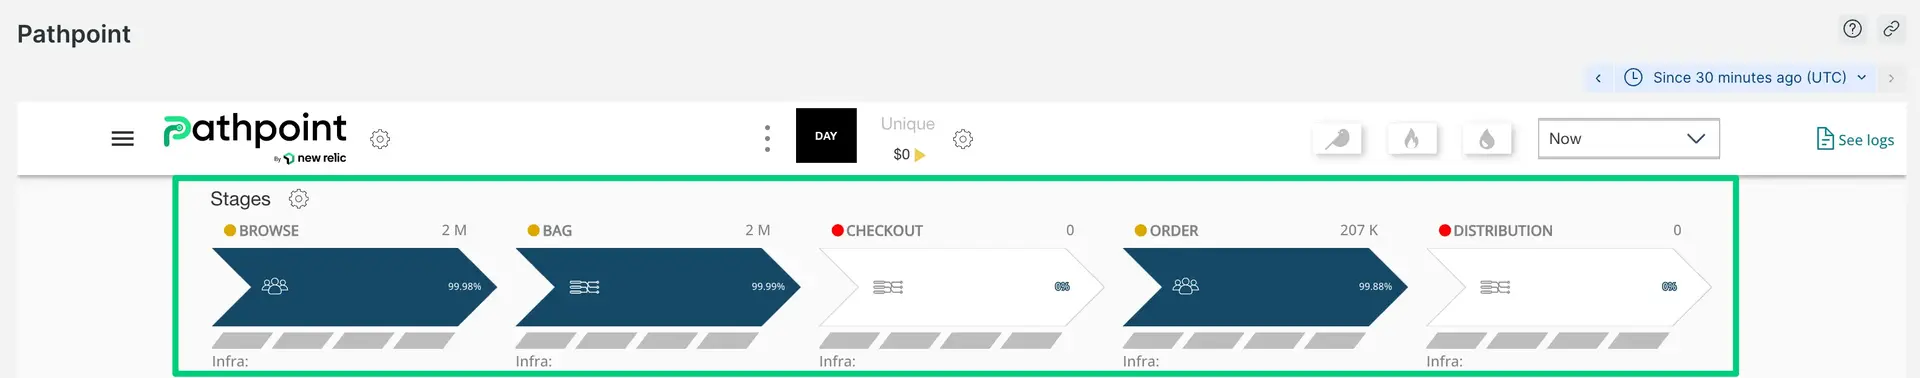 Pathpoint
Since 30 minutes ago (UTC)
Pathpoint
By new relic
DAY
Unique
$0
Now
See logs
Stages
BROWSE 2 M BAG 2 M CHECKOUT 0 ORDER 207 K DISTRIBUTION 0
99.98% 99.99% 0% 99.88% 0%
Infra: Infra: Infra: Infra: Infra: